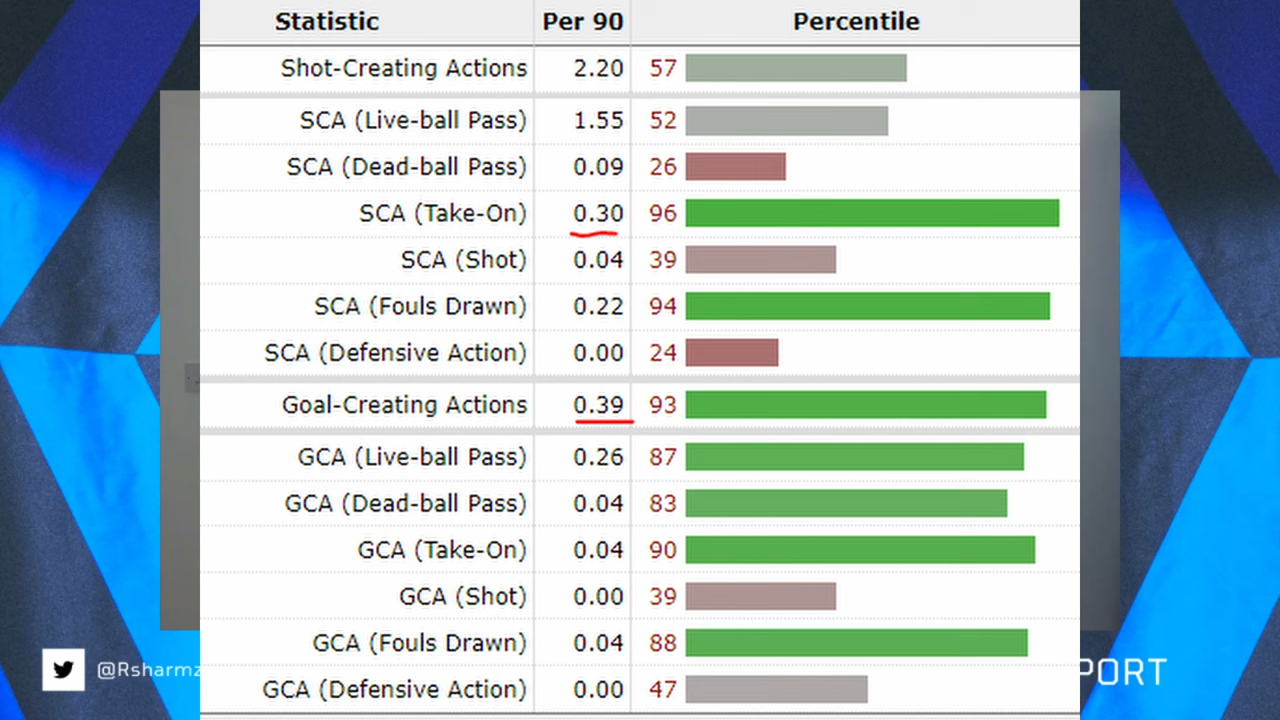 Statistic Per 90 Percentile
Shot-Creating Actions 2.20 57
SCA (Live-ball Pass) 1.55 52
SCA (Dead-ball Pass) 0.09 26
SCA (Take-On) 0.30 96
SCA (Shot) 0.04 39
SCA (Fouls Drawn) 0.22 94
SCA (Defensive Action) 0.00 24
Goal-Creating Actions 0.39 93
GCA (Live-ball Pass) 0.26 87
GCA (Dead-ball Pass) 0.04 83
GCA (Take-On) 0.04 90
GCA (Shot) 0.00 39
GCA (Fouls Drawn) 0.04 88
GCA (Defensive Action) 0.00 47
@Rsharmz PORT